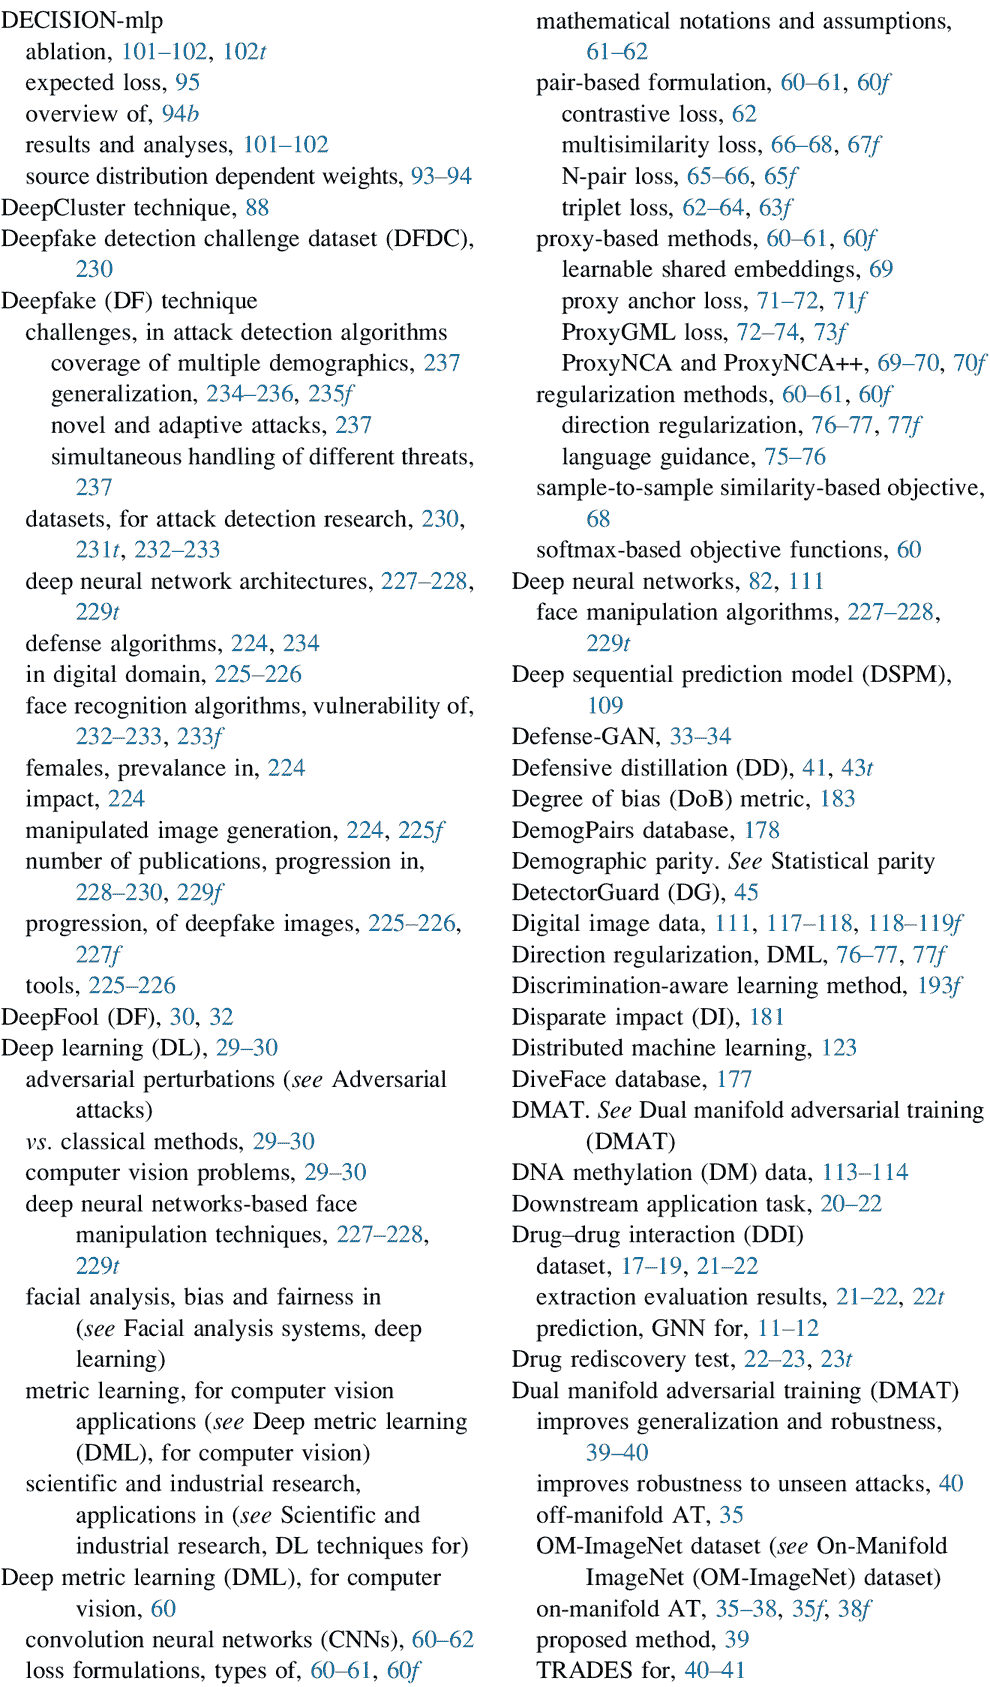 DECISION-mlp
ablation, 101–102, 102t
expected loss, 95
overview of, 94b
results and analyses, 101–102
source distribution dependent weights, 93–94
DeepCluster technique, 88
Deepfake detection challenge dataset (DFDC),
230
Deepfake (DF) technique
challenges, in attack detection algorithms
coverage of multiple demographics, 237
generalization, 234–236, 235f
novel and adaptive attacks, 237
simultaneous handling of different threats,
237
datasets, for attack detection research, 230,
231t, 232–233
deep neural network architectures, 227–228,
229t
defense algorithms, 224, 234
in digital domain, 225–226
face recognition algorithms, vulnerability of,
232–233, 233f
females, prevalance in, 224
impact, 224
manipulated image generation, 224, 225f
number of publications, progression in,
228–230, 229f
progression, of deepfake images, 225–226,
227f
tools, 225–226
DeepFool (DF), 30, 32
Deep learning (DL), 29–30
adversarial perturbations (see Adversarial
attacks)
vs. classical methods, 29–30
computer vision problems, 29–30
deep neural networks-based face
manipulation techniques, 227–228,
229t
facial analysis, bias and fairness in
(see Facial analysis systems, deep
learning)
metric learning, for computer vision
applications (see Deep metric learning
(DML), for computer vision)
scientific and industrial research,
applications in (see Scientific and
industrial research, DL techniques for)
Deep metric learning (DML), for computer
vision, 60
convolution neural networks (CNNs), 60–62
loss formulations, types of, 60–61, 60f
mathematical notations and assumptions,
61–62
pair-based formulation, 60–61, 60f
contrastive loss, 62
multisimilarity loss, 66–68, 67f
N-pair loss, 65–66, 65f
triplet loss, 62–64, 63f
proxy-based methods, 60–61, 60f
learnable shared embeddings, 69
proxy anchor loss, 71–72, 71f
ProxyGML loss, 72–74, 73f
ProxyNCA and ProxyNCA++, 69–70, 70f
regularization methods, 60–61, 60f
direction regularization, 76–77, 77f
language guidance, 75–76
sample-to-sample similarity-based objective,
68
softmax-based objective functions, 60
Deep neural networks, 82, 111
face manipulation algorithms, 227–228,
229t
Deep sequential prediction model (DSPM),
109
Defense-GAN, 33–34
Defensive distillation (DD), 41, 43t
Degree of bias (DoB) metric, 183
DemogPairs database, 178
Demographic parity. See Statistical parity
DetectorGuard (DG), 45
Digital image data, 111, 117–118, 118–119f
Direction regularization, DML, 76–77, 77f
Discrimination-aware learning method, 193f
Disparate impact (DI), 181
Distributed machine learning, 123
DiveFace database, 177
DMAT. See Dual manifold adversarial training
(DMAT)
DNA methylation (DM) data, 113–114
Downstream application task, 20–22
Drug–drug interaction (DDI)
dataset, 17–19, 21–22
extraction evaluation results, 21–22, 22t
prediction, GNN for, 11–12
Drug rediscovery test, 22–23, 23t
Dual manifold adversarial training (DMAT)
improves generalization and robustness,
39–40
improves robustness to unseen attacks, 40
off-manifold AT, 35
OM-ImageNet dataset (see On-Manifold
ImageNet (OM-ImageNet) dataset)
on-manifold AT, 35–38, 35f, 38f
proposed method, 39
TRADES for, 40–41